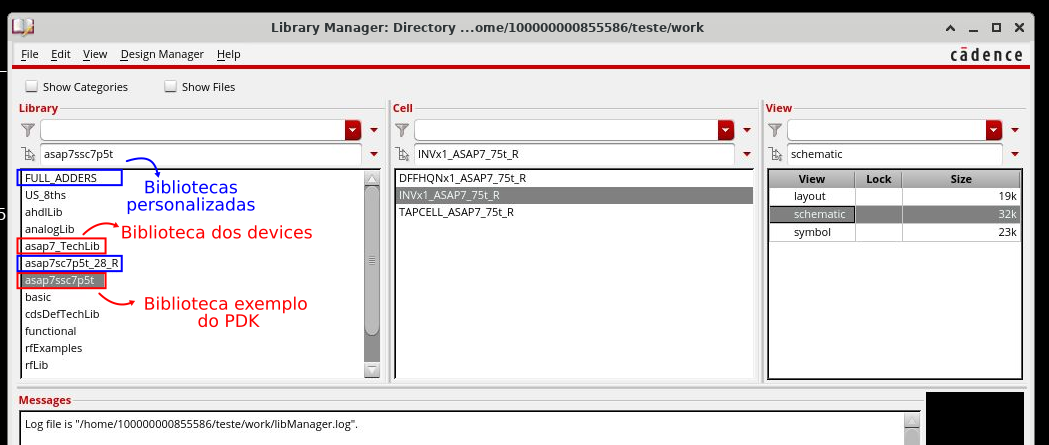 Library Manager: Directory ...ome/100000000855586/teste/work
File Edit View Design Manager Help
cādence
Show Categories Show Files
Library
asap7ssc7p5t
FULL_ADDERS
US_8ths
ahdlLib
analogLib
asap7_TechLib
asap7sc7p5t_28_R
asap7ssc7p5t
basic
cdsDefTechLib
functional
rfExamples
rfLib
Bibliotecas
personalizadas
Biblioteca dos devices
Biblioteca exemplo
do PDK
Cell
INVx1_ASAP7_75t_R
DFFHQNx1_ASAP7_75t_R
INVx1_ASAP7_75t_R
TAPCELL_ASAP7_75t_R
View
schematic
View Lock Size
layout 19k
schematic 32k
symbol 23k
Messages
Log file is "/home/100000000855586/teste/work/libManager.log".